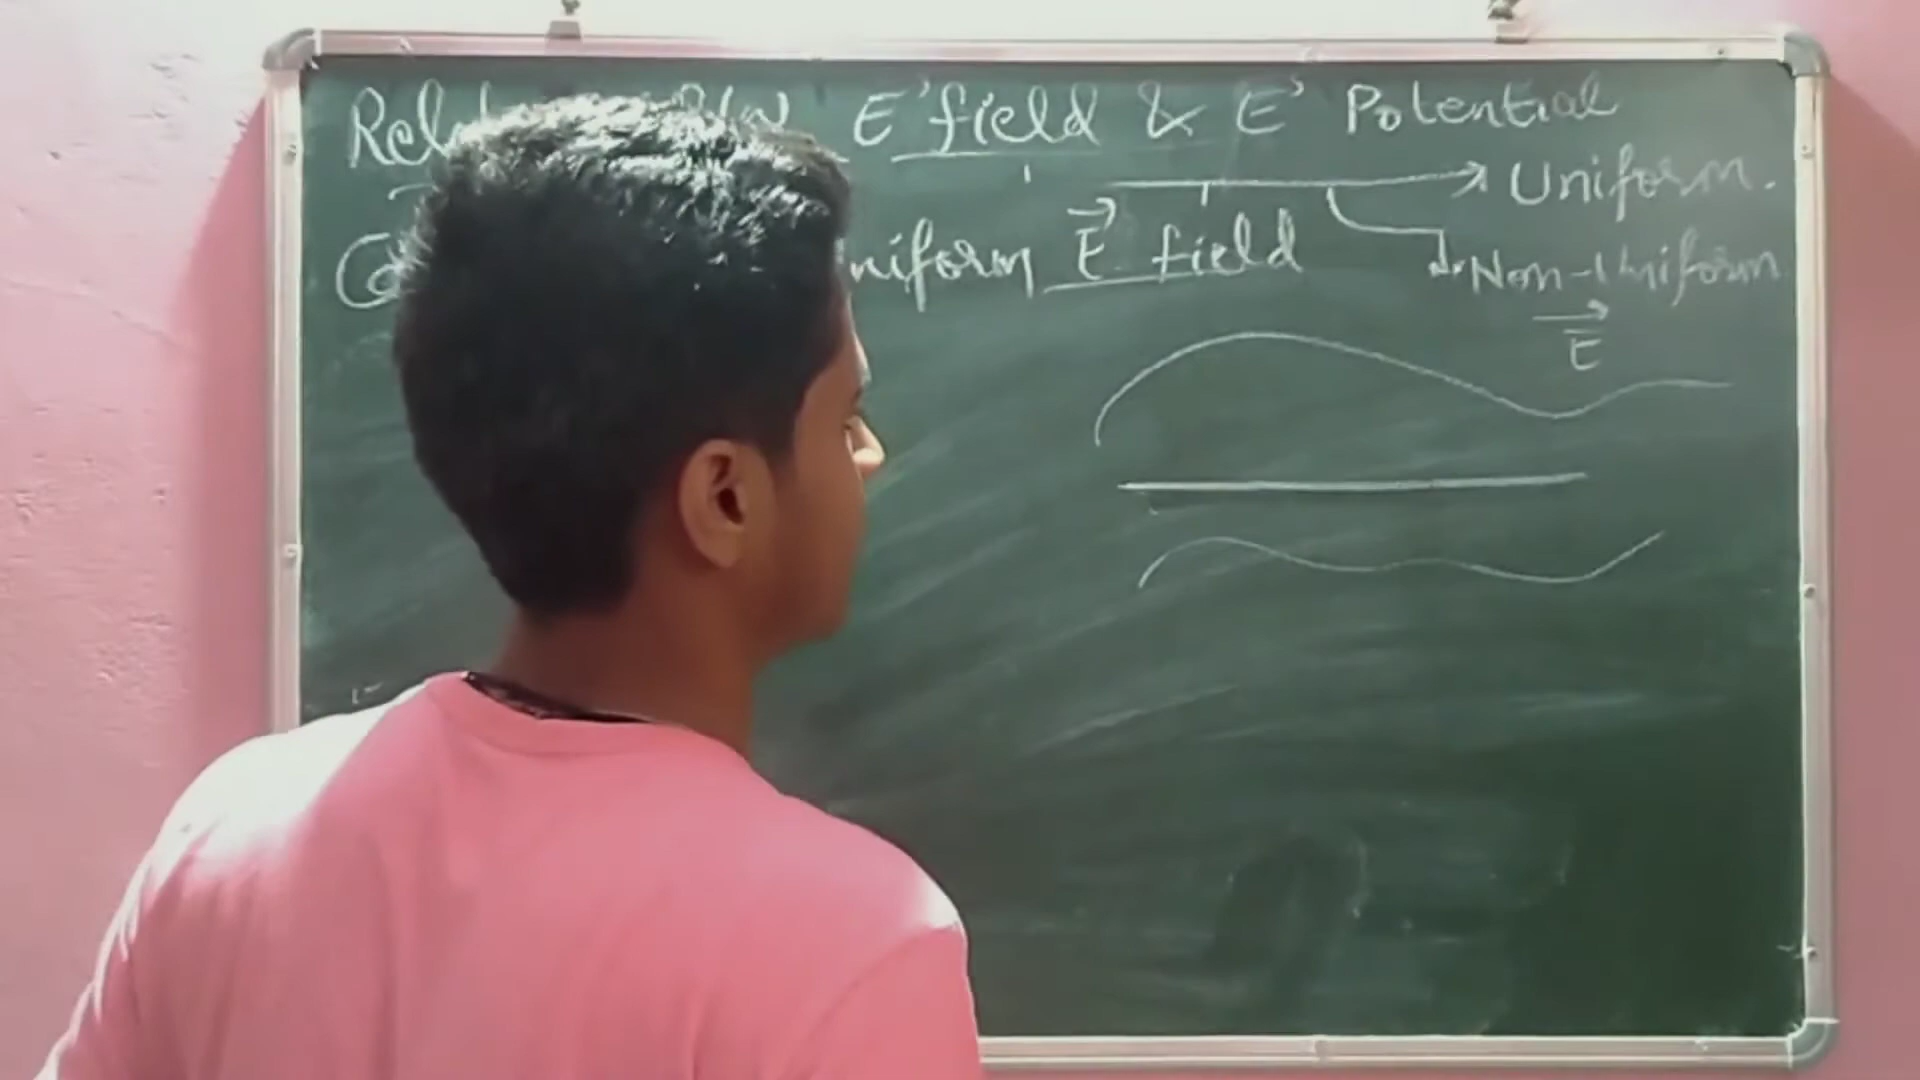 E' field & E' Potential
Uniform.
niform E field
Non-Uniform
E